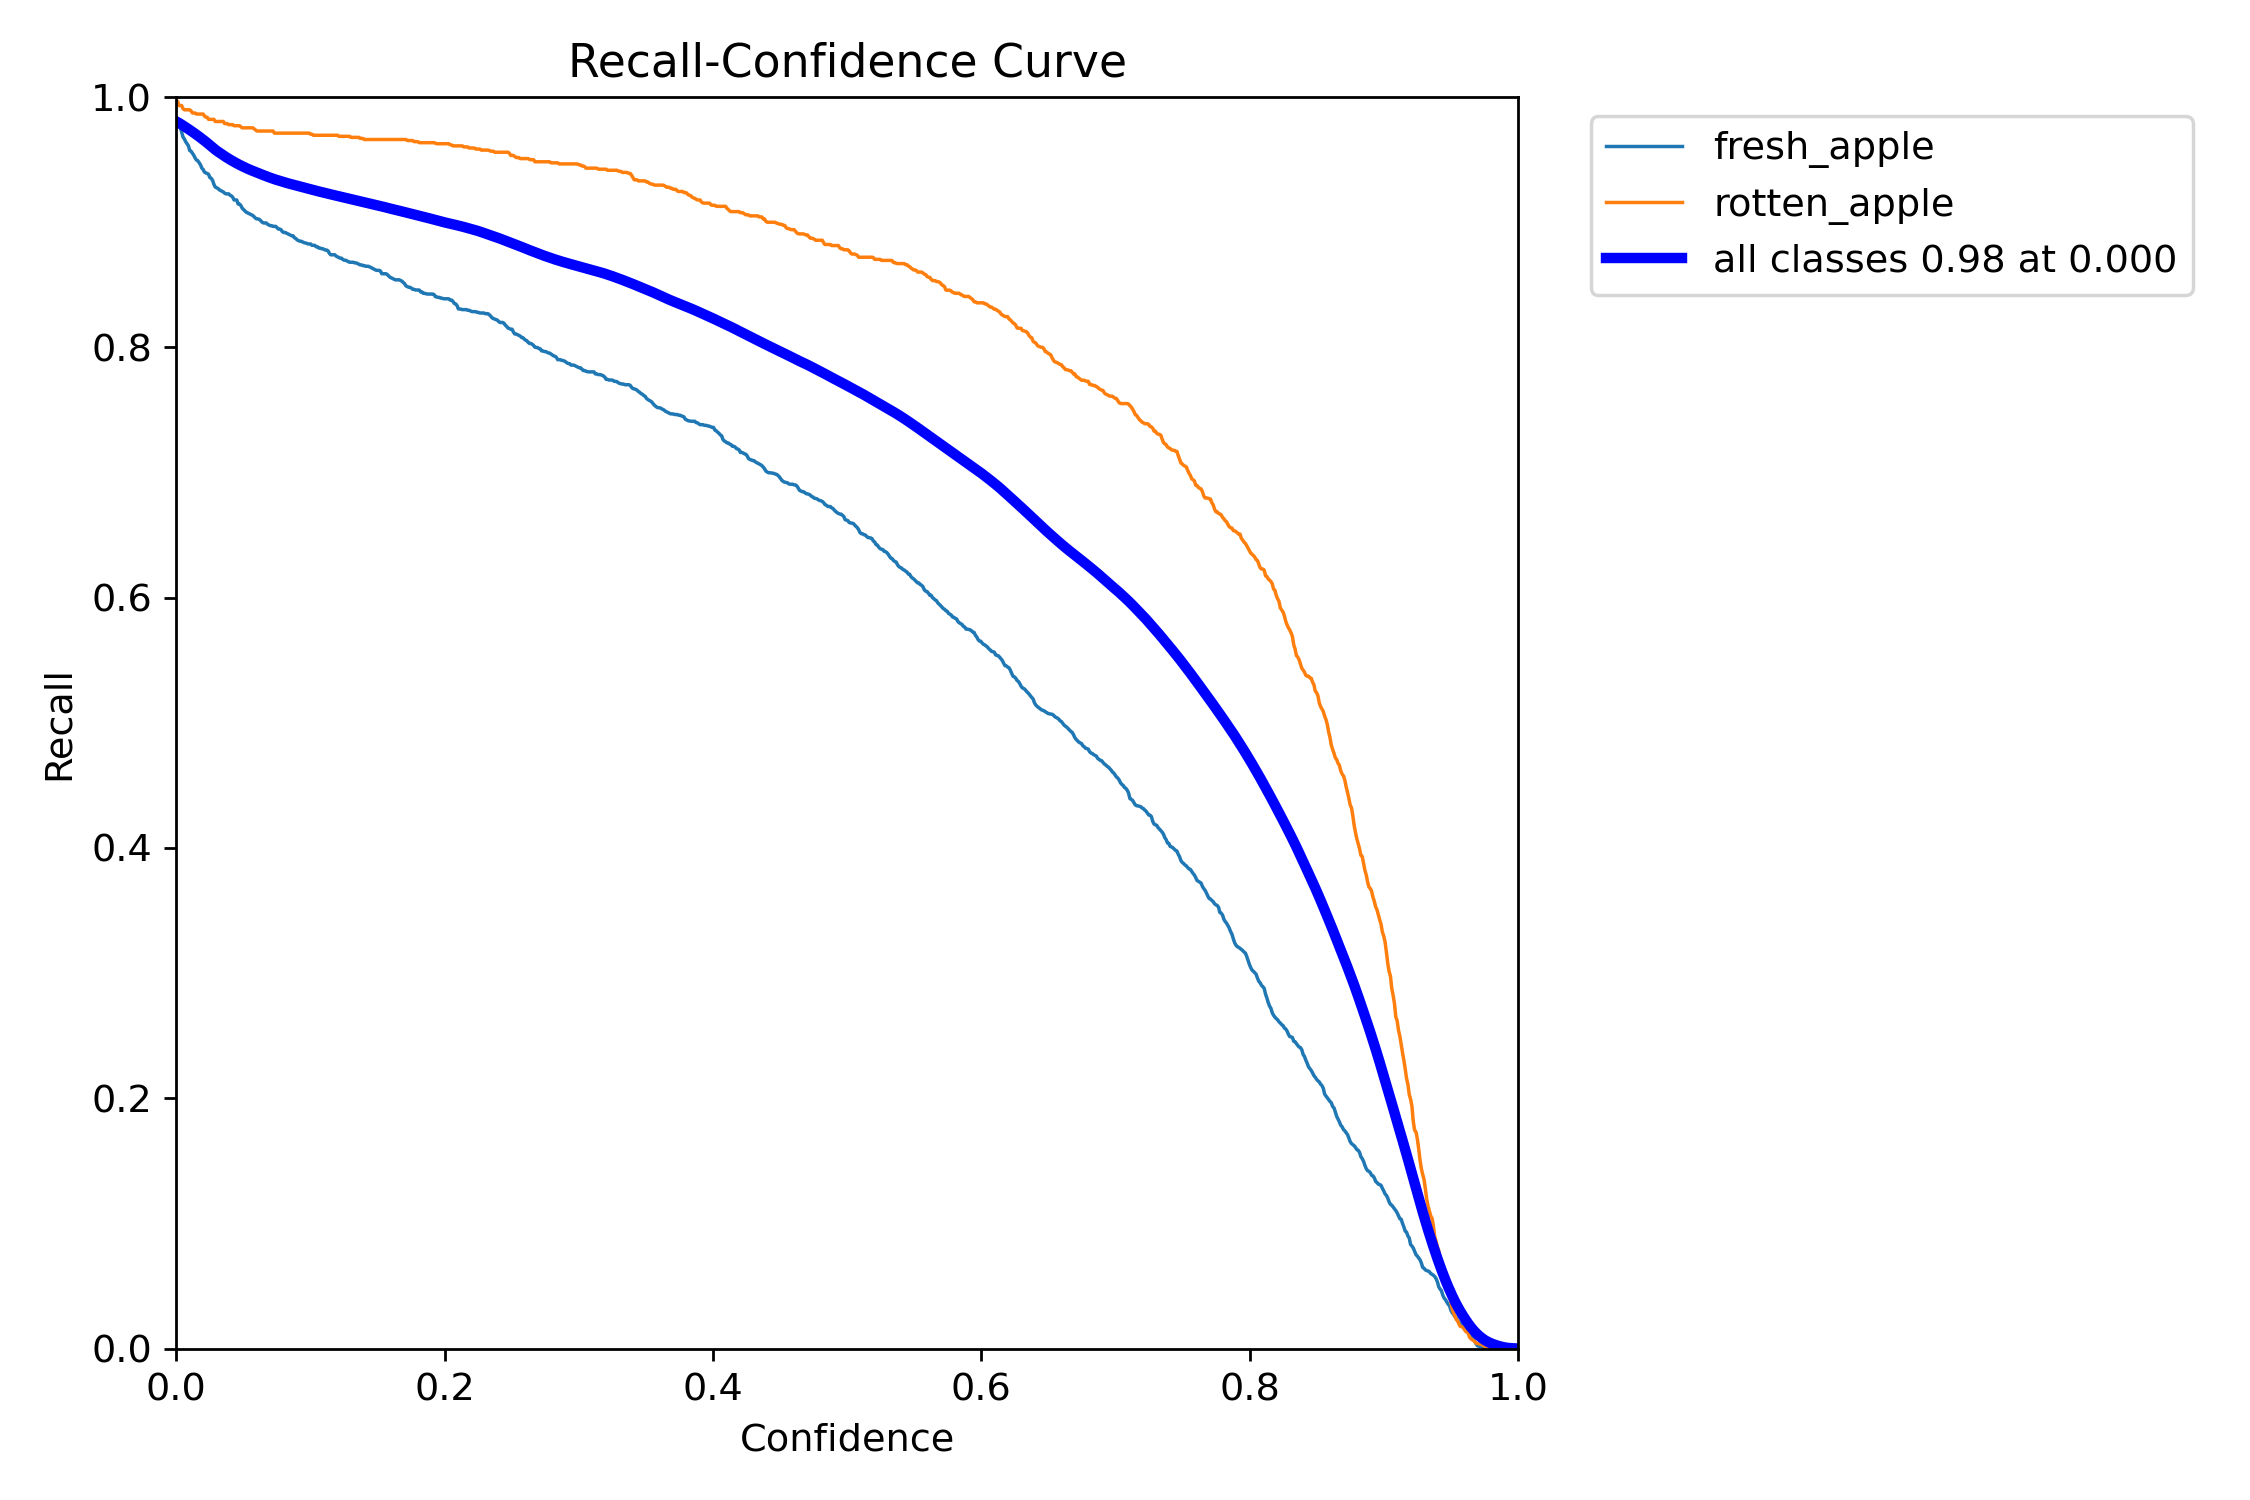 Recall-Confidence Curve
1.0
0.8
0.6
0.4
0.2
0.0
Recall
0.0 0.2 0.4 0.6 0.8 1.0
Confidence
fresh_apple
rotten_apple
all classes 0.98 at 0.000